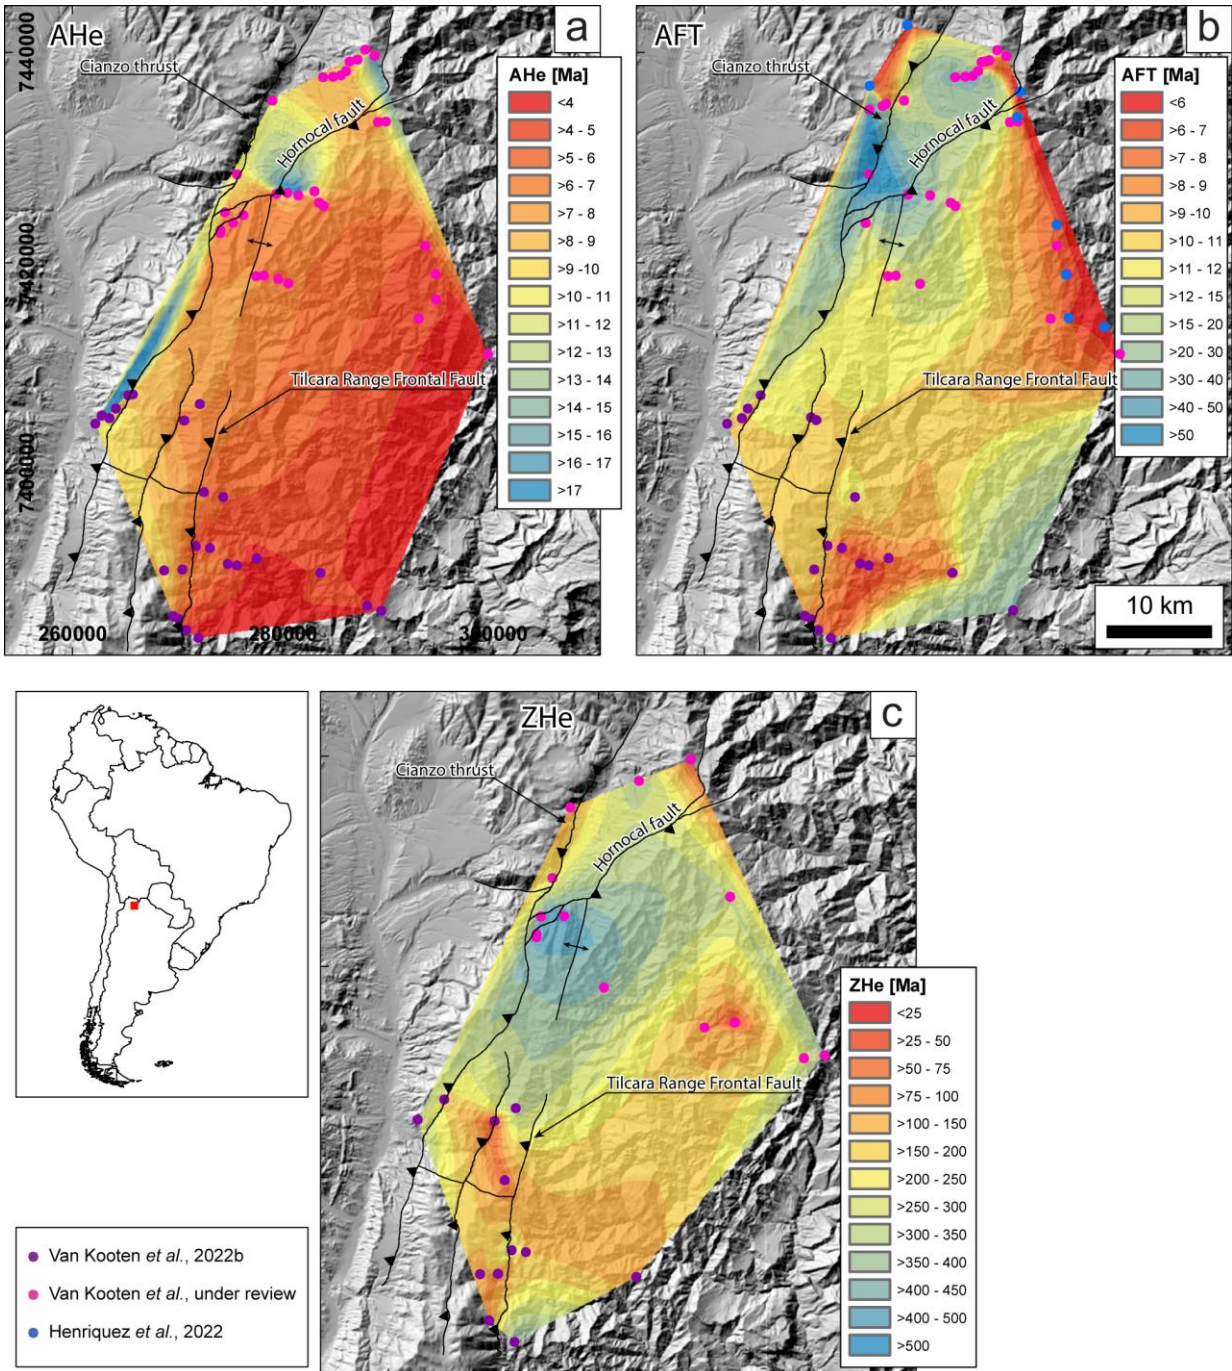 AHe
a
Cianzo thrust
Hornocal fault
Tilcara Range Frontal Fault
7440000
7420000
7400000
260000
280000
300000
AHe [Ma]
<4
>4 - 5
>5 - 6
>6 - 7
>7 - 8
>8 - 9
>9 -10
>10 - 11
>11 - 12
>12 - 13
>13 - 14
>14 - 15
>15 - 16
>16 - 17
>17
AFT
b
Cianzo thrust
Hornocal fault
Tilcara Range Frontal Fault
AFT [Ma]
<6
>6 - 7
>7 - 8
>8 - 9
>9 - 10
>10 - 11
>11 - 12
>12 - 15
>15 - 20
>20 - 30
>30 - 40
>40 - 50
>50
10 km
ZHe
c
Cianzo thrust
Hornocal fault
Tilcara Range Frontal Fault
ZHe [Ma]
<25
>25 - 50
>50 - 75
>75 - 100
>100 - 150
>150 - 200
>200 - 250
>250 - 300
>300 - 350
>350 - 400
>400 - 450
>400 - 500
>500
Van Kooten et al., 2022b
Van Kooten et al., under review
Henriquez et al., 2022